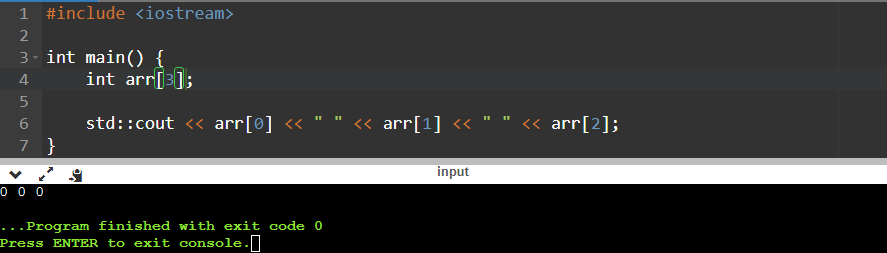 1 #include <iostream>
2
3 int main() {
4 int arr[3];
5
6 std::cout << arr[0] << " " << arr[1] << " " << arr[2];
7 }
input
0 0 0
...Program finished with exit code 0
Press ENTER to exit console.